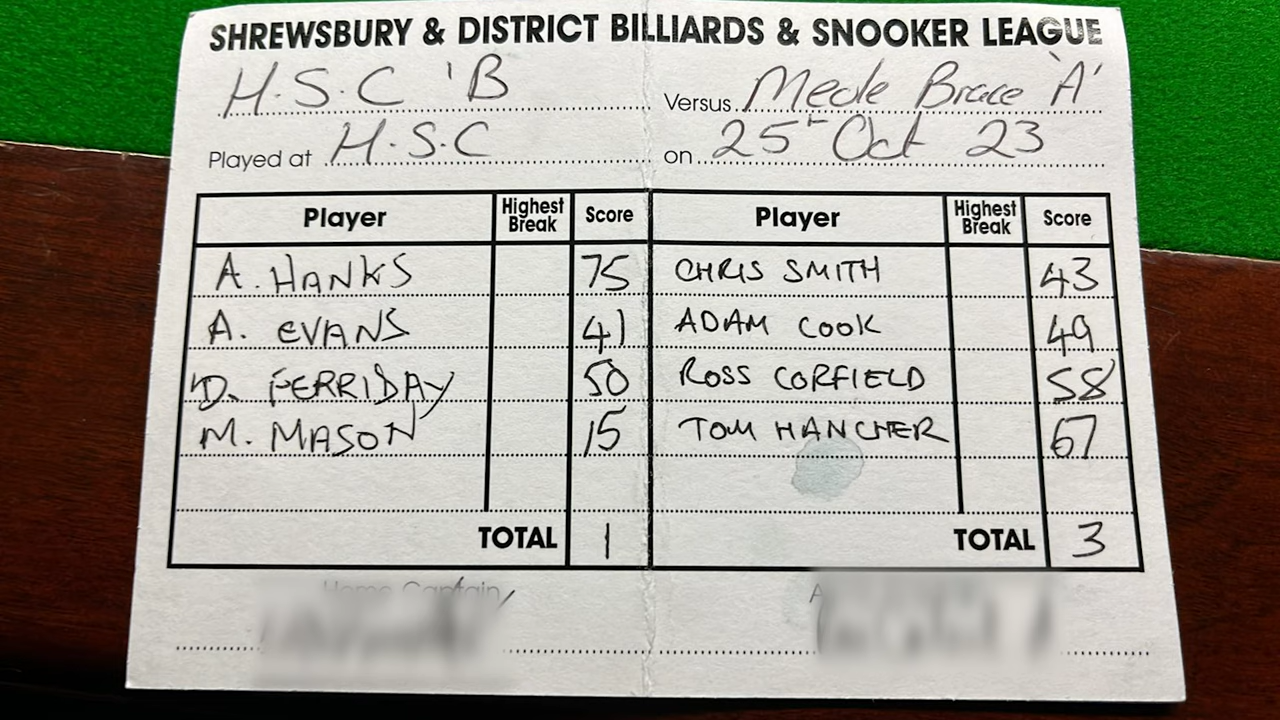 SHREWSBURY & DISTRICT BILLIARDS & SNOOKER LEAGUE
H.S.C 'B Versus Meole Brace 'A'
Played at H.S.C on 25th Oct 23
Player Highest Break Score Player Highest Break Score
A. HANKS 75 CHRIS SMITH 43
A. EVANS 41 ADAM COOK 49
D. FERRIDAY 50 ROSS CORFIELD 58
M. MASON 15 TOM HANCHER 67
TOTAL 1 TOTAL 3
Home Captain